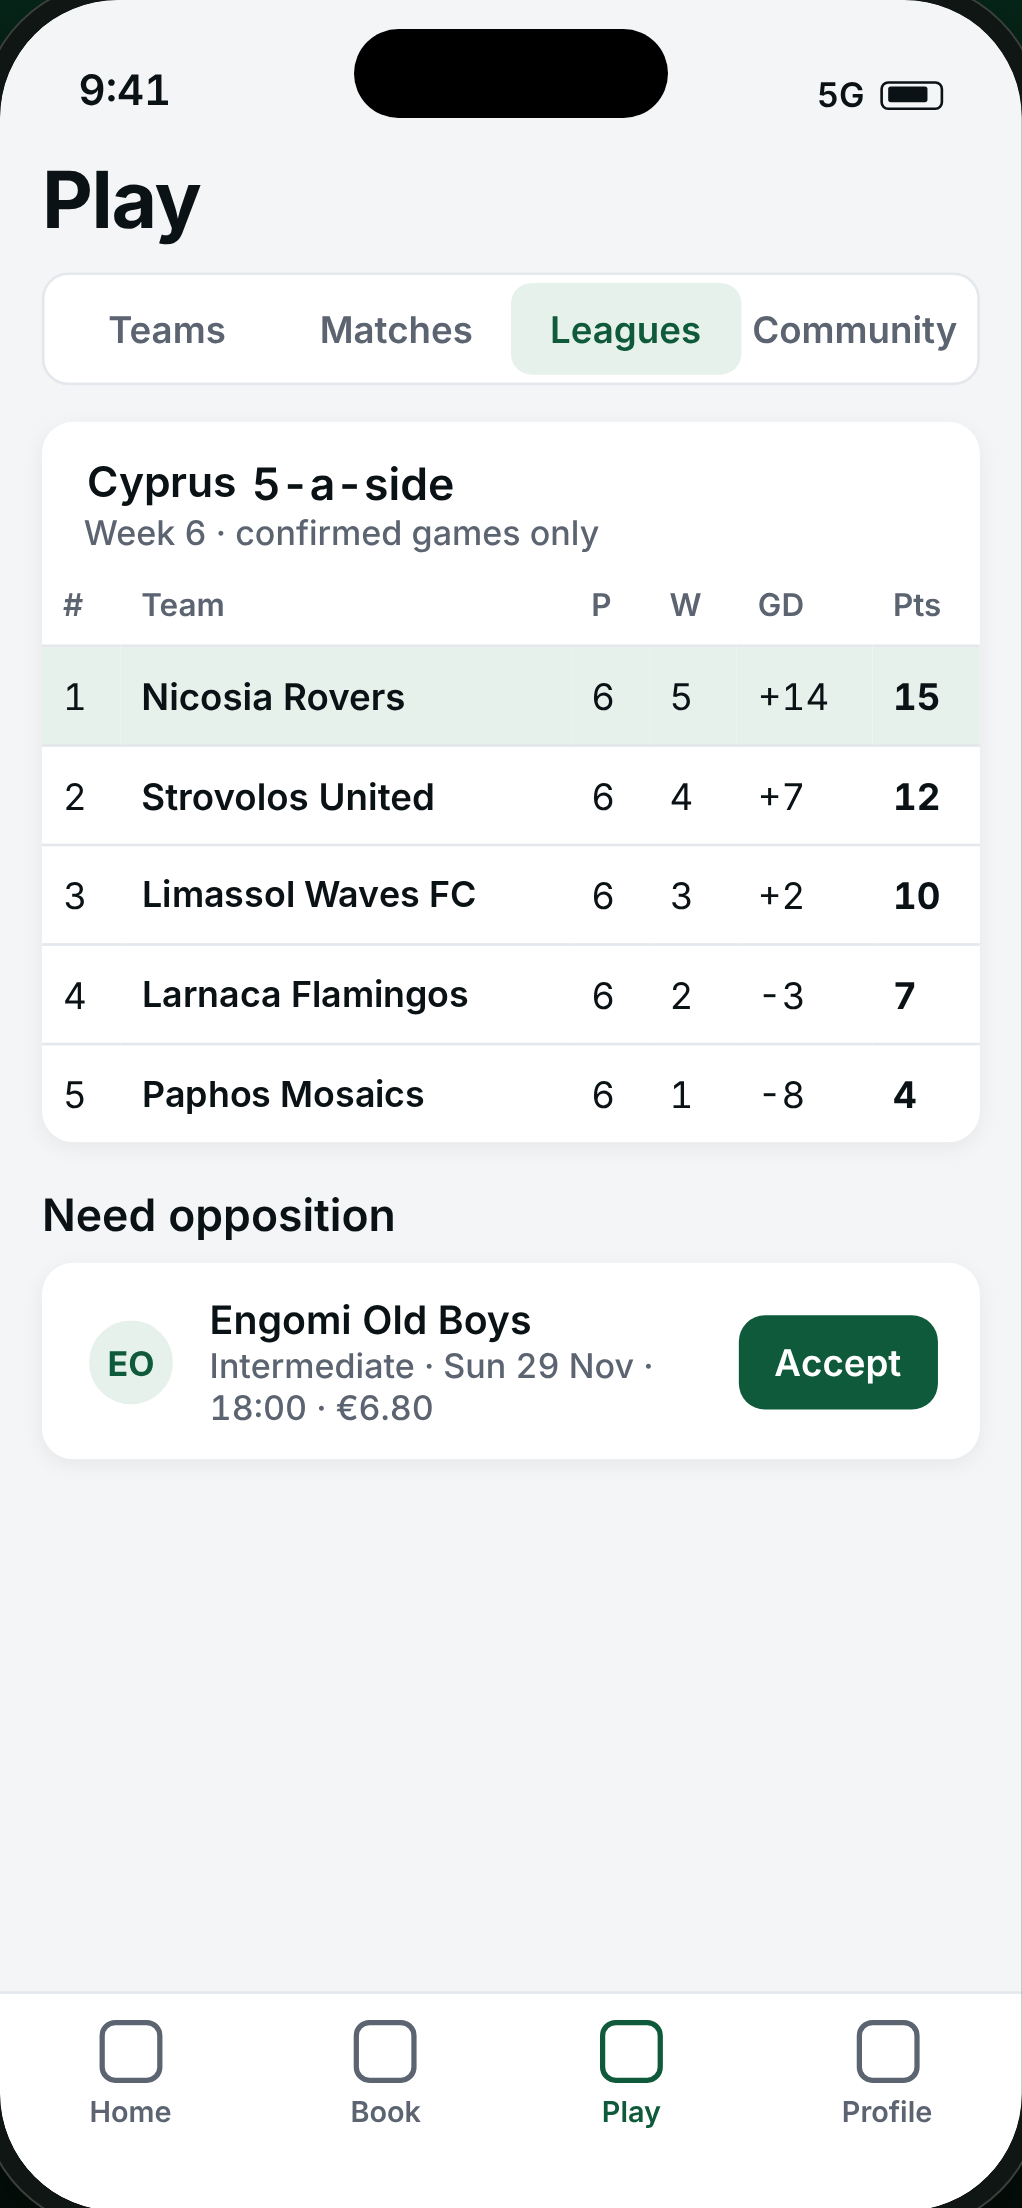 9:41
5G
Play
Teams Matches Leagues Community
Cyprus 5-a-side
Week 6 · confirmed games only
# Team P W GD Pts
1 Nicosia Rovers 6 5 +14 15
2 Strovolos United 6 4 +7 12
3 Limassol Waves FC 6 3 +2 10
4 Larnaca Flamingos 6 2 -3 7
5 Paphos Mosaics 6 1 -8 4
Need opposition
EO
Engomi Old Boys
Intermediate · Sun 29 Nov ·
18:00 · €6.80
Accept
Home Book Play Profile